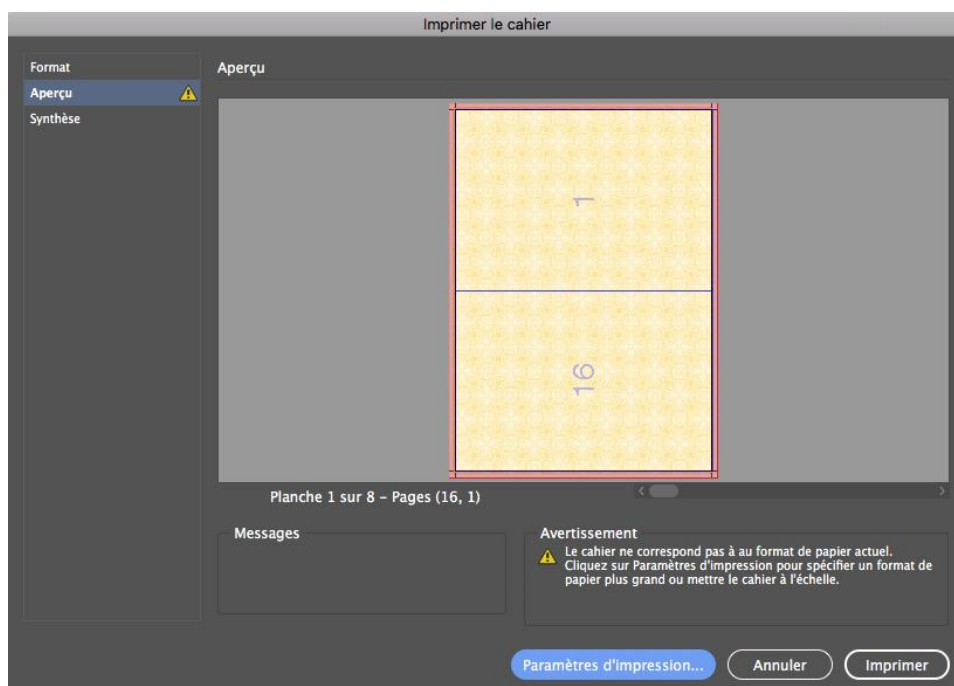 Imprimer le cahier
Format
Aperçu
Synthèse
Aperçu
1
16
Planche 1 sur 8 – Pages (16, 1)
Messages
Avertissement
Le cahier ne correspond pas à au format de papier actuel.
Cliquez sur Paramètres d'impression pour spécifier un format de
papier plus grand ou mettre le cahier à l'échelle.
Paramètres d'impression...
Annuler
Imprimer